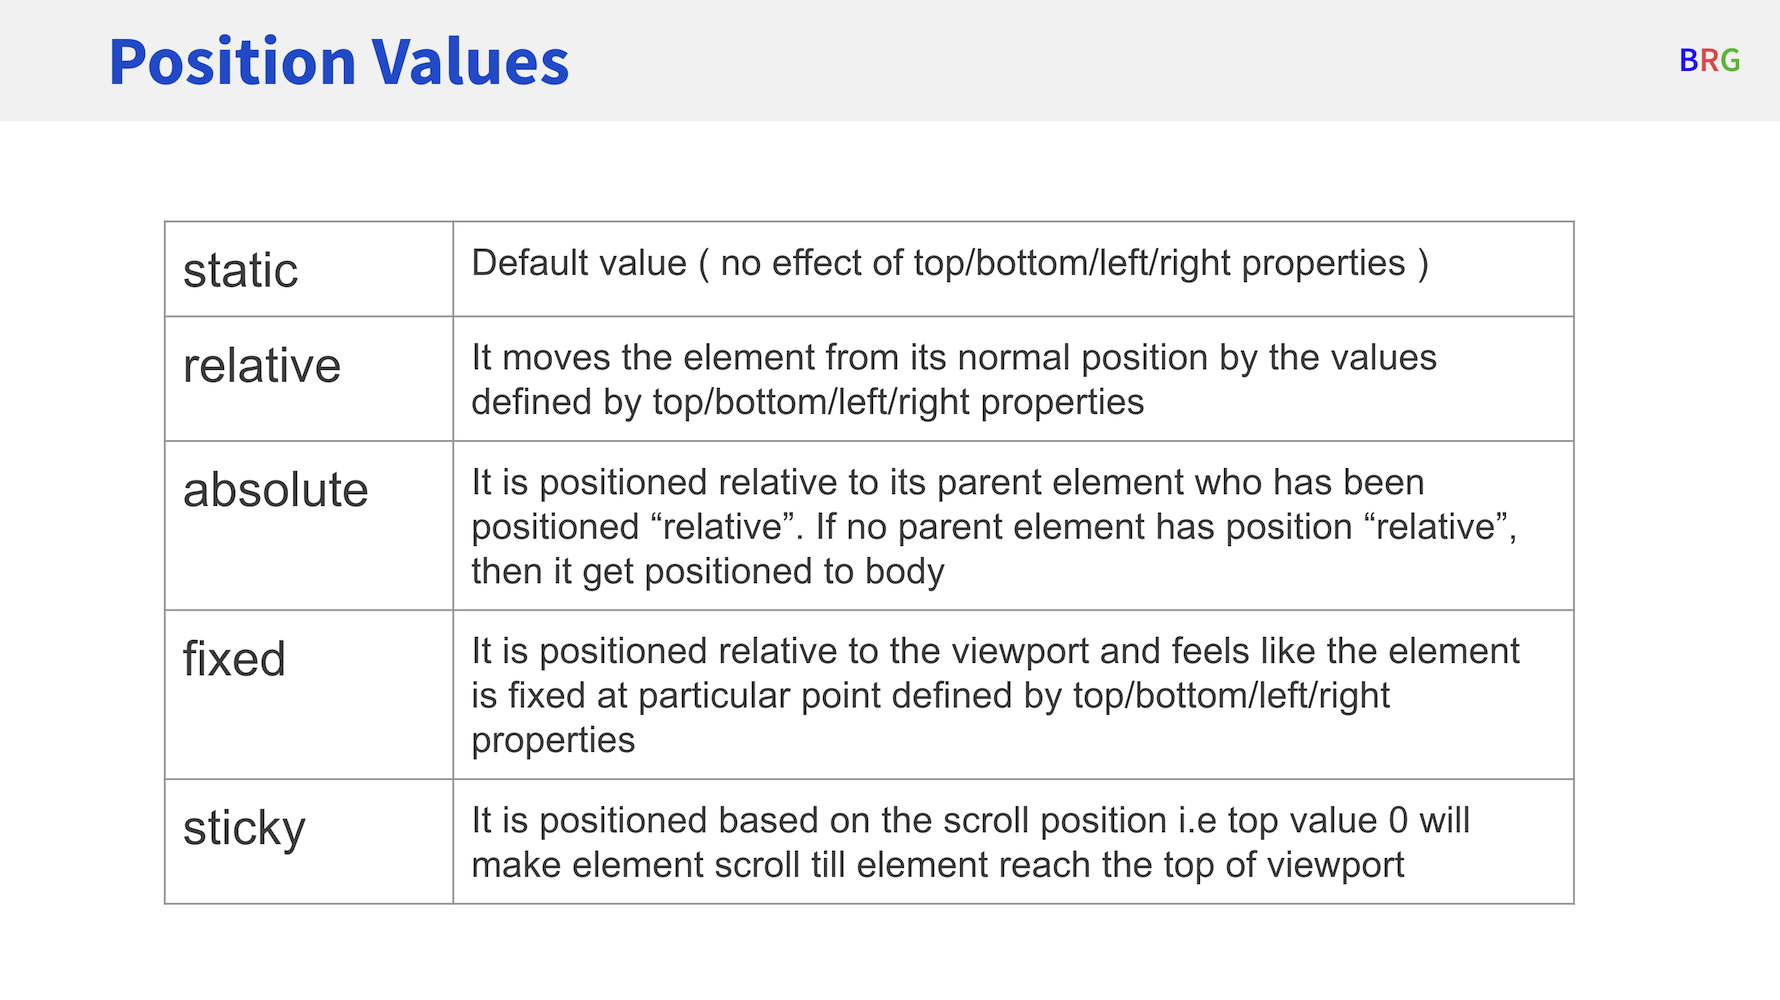 Position Values
BRG
static
Default value ( no effect of top/bottom/left/right properties )
relative
It moves the element from its normal position by the values
defined by top/bottom/left/right properties
absolute
It is positioned relative to its parent element who has been
positioned “relative”. If no parent element has position “relative”,
then it get positioned to body
fixed
It is positioned relative to the viewport and feels like the element
is fixed at particular point defined by top/bottom/left/right
properties
sticky
It is positioned based on the scroll position i.e top value 0 will
make element scroll till element reach the top of viewport